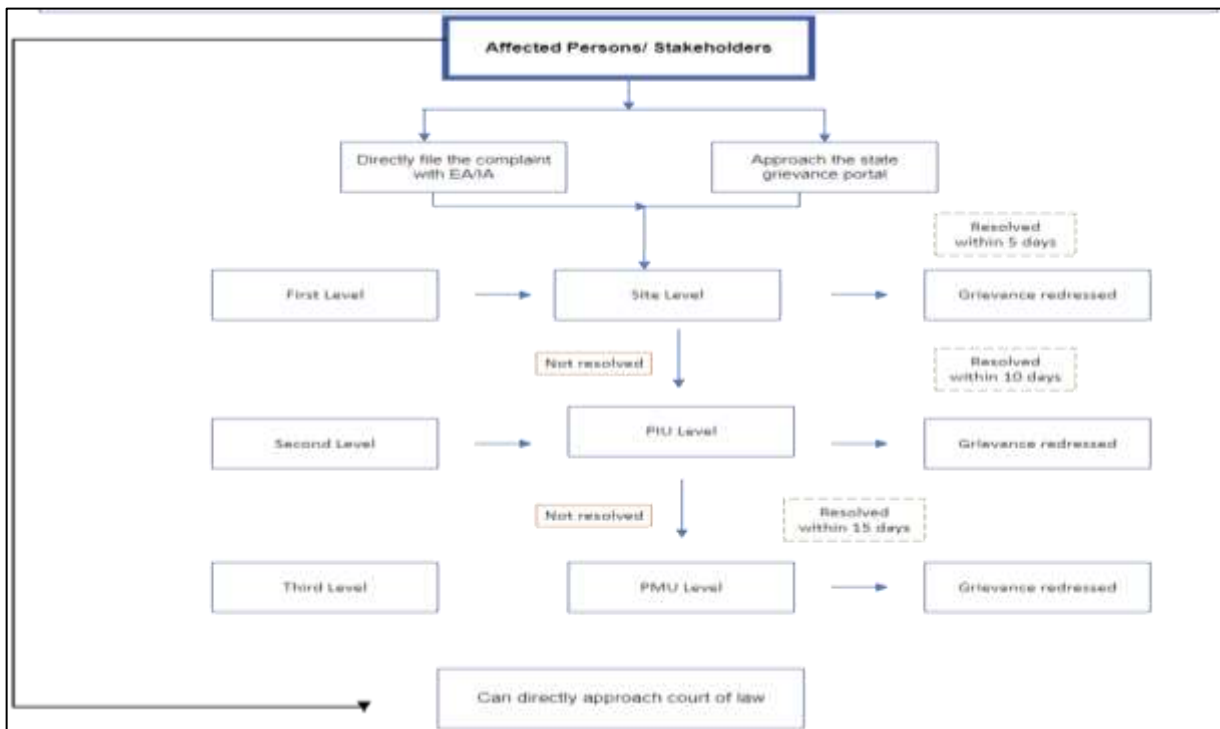 Affected Persons/ Stakeholders
Directly file the complaint
with EA/IA
Approach the state
grievance portal
Resolved
within 5 days
First Level
Site Level
Grievance redressed
Not resolved
Resolved
within 10 days
Second Level
PIU Level
Grievance redressed
Not resolved
Resolved
within 15 days
Third Level
PMU Level
Grievance redressed
Can directly approach court of law